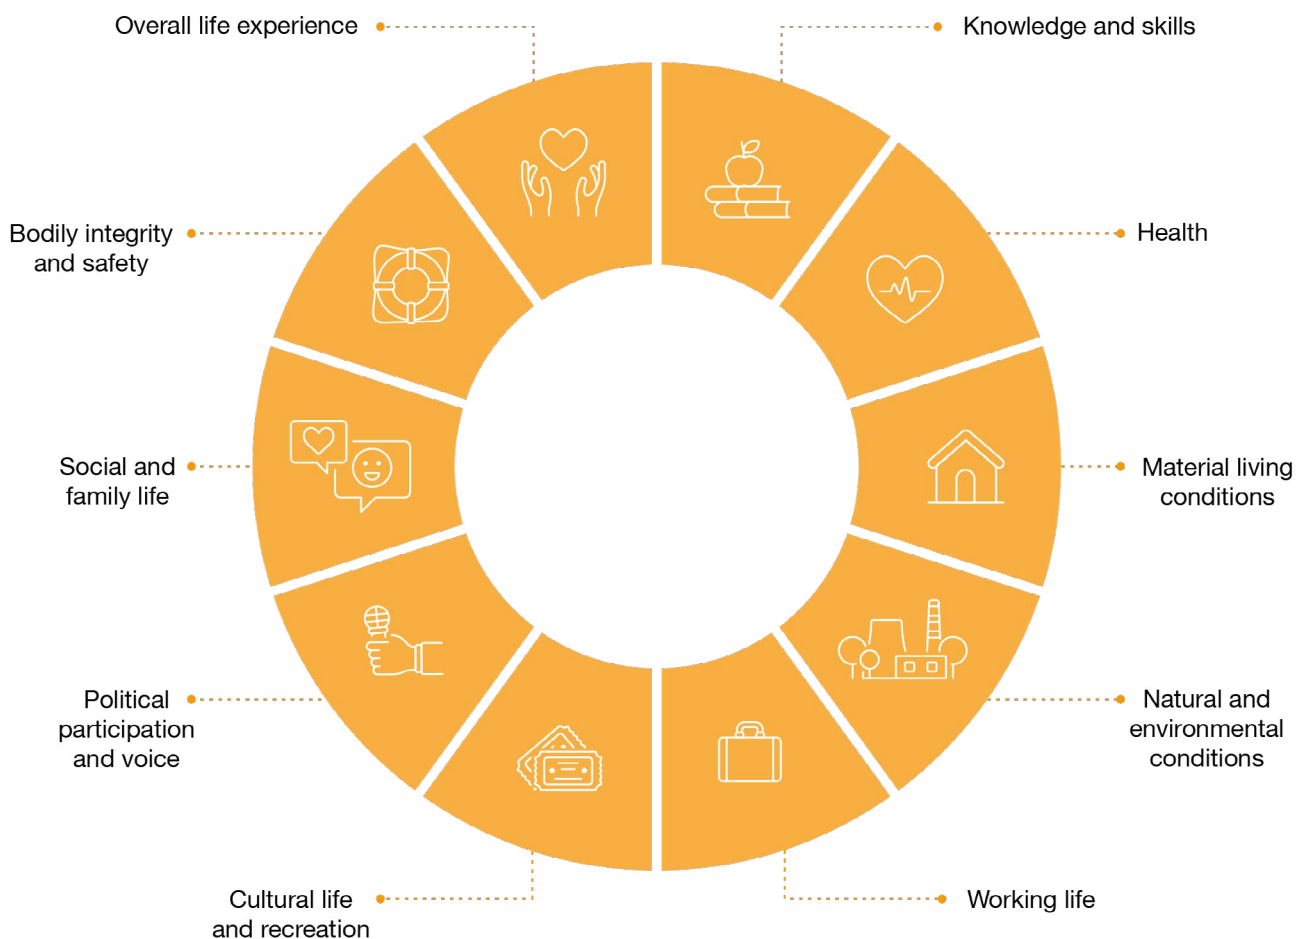 Overall life experience
Knowledge and skills
Bodily integrity
and safety
Health
Social and
family life
Material living
conditions
Political
participation
and voice
Natural and
environmental
conditions
Cultural life
and recreation
Working life